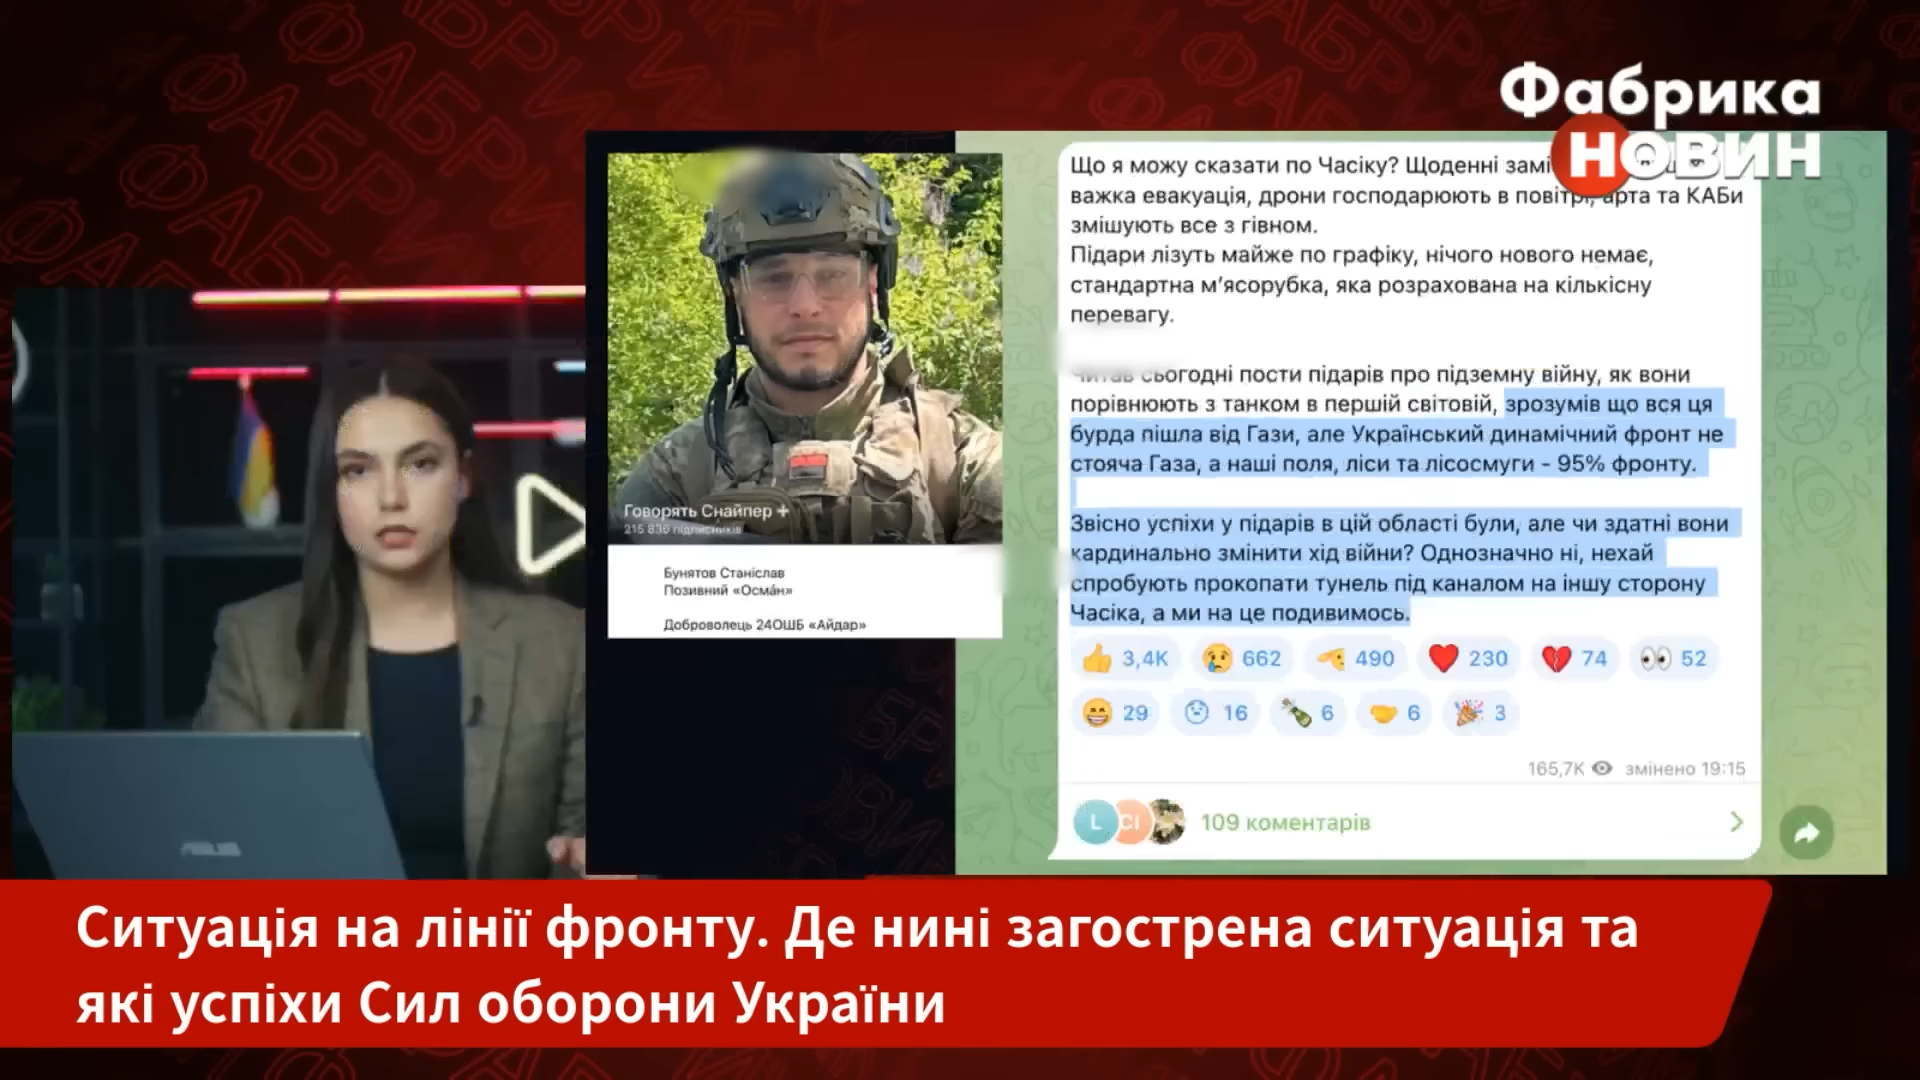 Фабрика
новин
Що я можу сказати по Часіку? Щоденні
важка евакуація, дрони господарюють в повітрі, арта та КАБи
змішують все з гівном.
Підари лізуть майже по графіку, нічого нового немає,
стандартна м’ясорубка, яка розрахована на кількісну
перевагу.
Читав сьогодні пости підарів про підземну війну, як вони
порівнюють з танком в першій світовій, зрозумів що вся ця
бурда пішла від Гази, але Український динамічний фронт не
стояча Газа, а наші поля, ліси та лісосмуги - 95% фронту.
Звісно успіхи у підарів в цій області були, але чи здатні вони
кардинально змінити хід війни? Однозначно ні, нехай
спробують прокопати тунель під каналом на іншу сторону
Часіка, а ми на це подивимось.
3,4K 662 490 230 74 52
29 16 6 6 3
165,7K змінено 19:15
L CI 109 коментарів
Говорять Снайпер
215 836 підписників
Бунятов Станіслав
Позивний «Осма́н»
Доброволець 24ОШБ «Айдар»
ASUS
Ситуація на лінії фронту. Де нині загострена ситуація та
які успіхи Сил оборони України